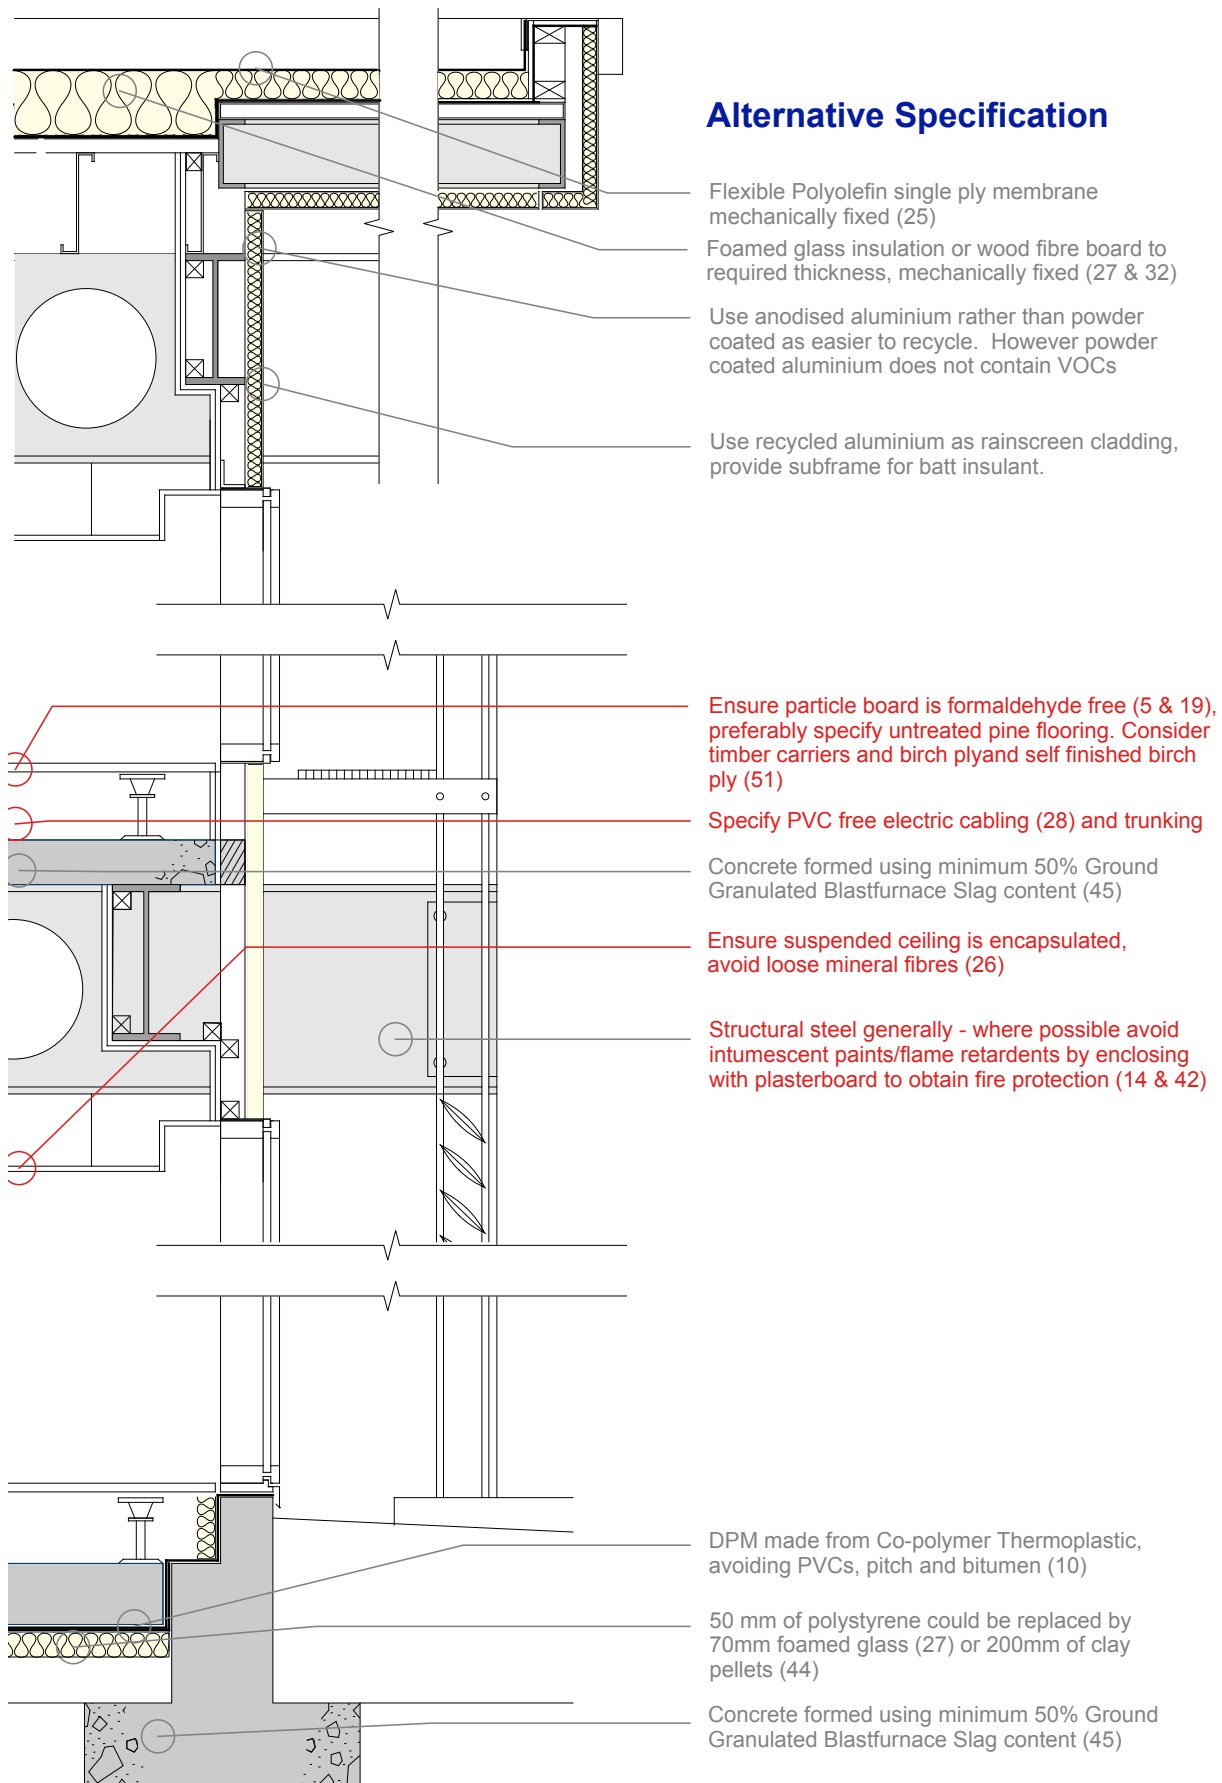 Alternative Specification
Flexible Polyolefin single ply membrane
mechanically fixed (25)
Foamed glass insulation or wood fibre board to
required thickness, mechanically fixed (27 & 32)
Use anodised aluminium rather than powder
coated as easier to recycle.  However powder
coated aluminium does not contain VOCs
Use recycled aluminium as rainscreen cladding,
provide subframe for batt insulant.
Ensure particle board is formaldehyde free (5 & 19),
preferably specify untreated pine flooring. Consider
timber carriers and birch plyand self finished birch
ply (51)
Specify PVC free electric cabling (28) and trunking
Concrete formed using minimum 50% Ground
Granulated Blastfurnace Slag content (45)
Ensure suspended ceiling is encapsulated,
avoid loose mineral fibres (26)
Structural steel generally - where possible avoid
intumescent paints/flame retardents by enclosing
with plasterboard to obtain fire protection (14 & 42)
DPM made from Co-polymer Thermoplastic,
avoiding PVCs, pitch and bitumen (10)
50 mm of polystyrene could be replaced by
70mm foamed glass (27) or 200mm of clay
pellets (44)
Concrete formed using minimum 50% Ground
Granulated Blastfurnace Slag content (45)